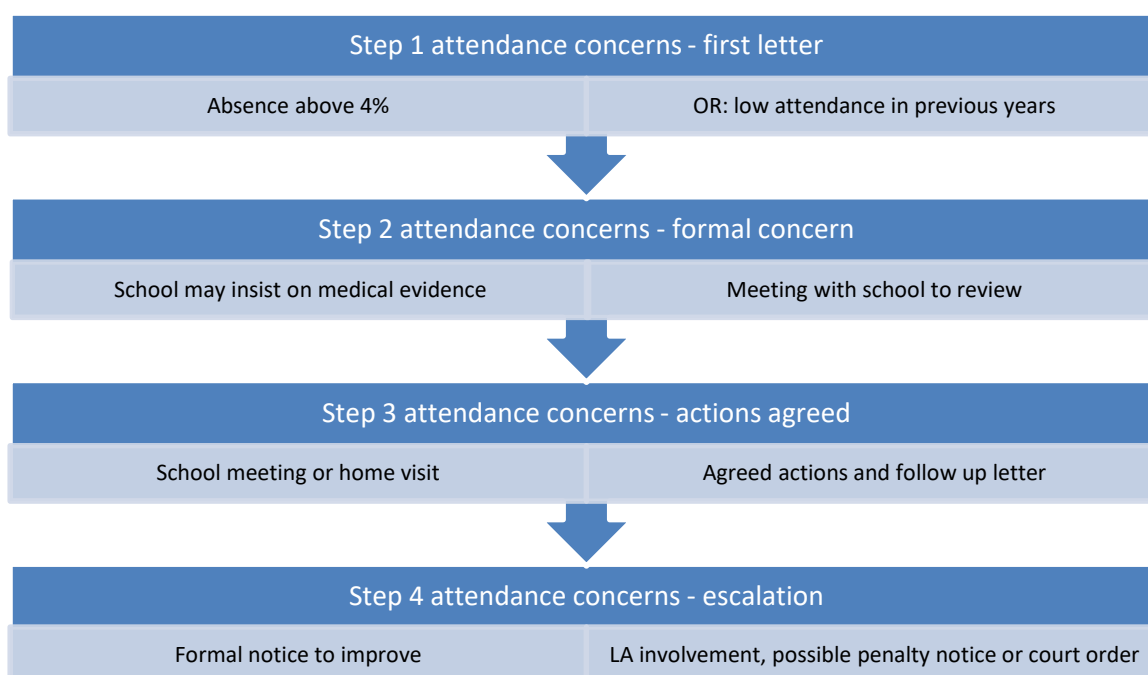 Step 1 attendance concerns - first letter
Absence above 4%
OR: low attendance in previous years
Step 2 attendance concerns - formal concern
School may insist on medical evidence
Meeting with school to review
Step 3 attendance concerns - actions agreed
School meeting or home visit
Agreed actions and follow up letter
Step 4 attendance concerns - escalation
Formal notice to improve
LA involvement, possible penalty notice or court order